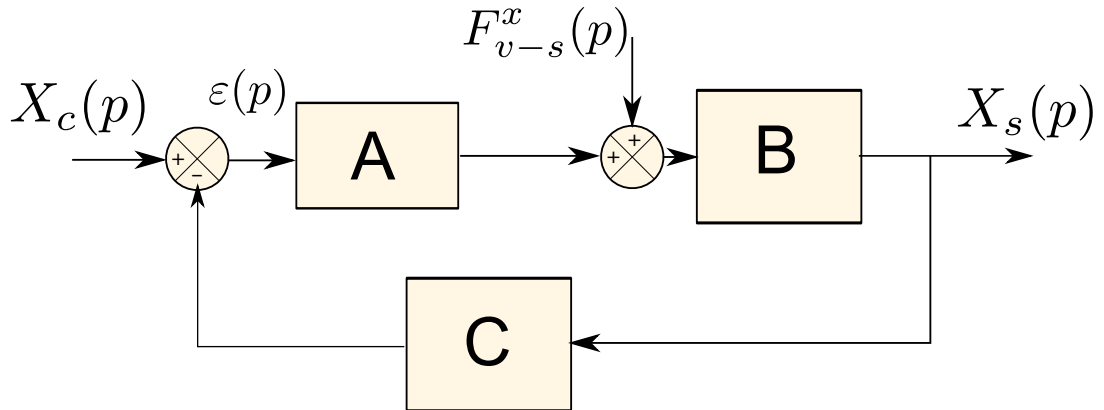 F^x_{v-s}(p)
X_c(p)
ε(p)
X_s(p)
A
B
+
-
+
+
C